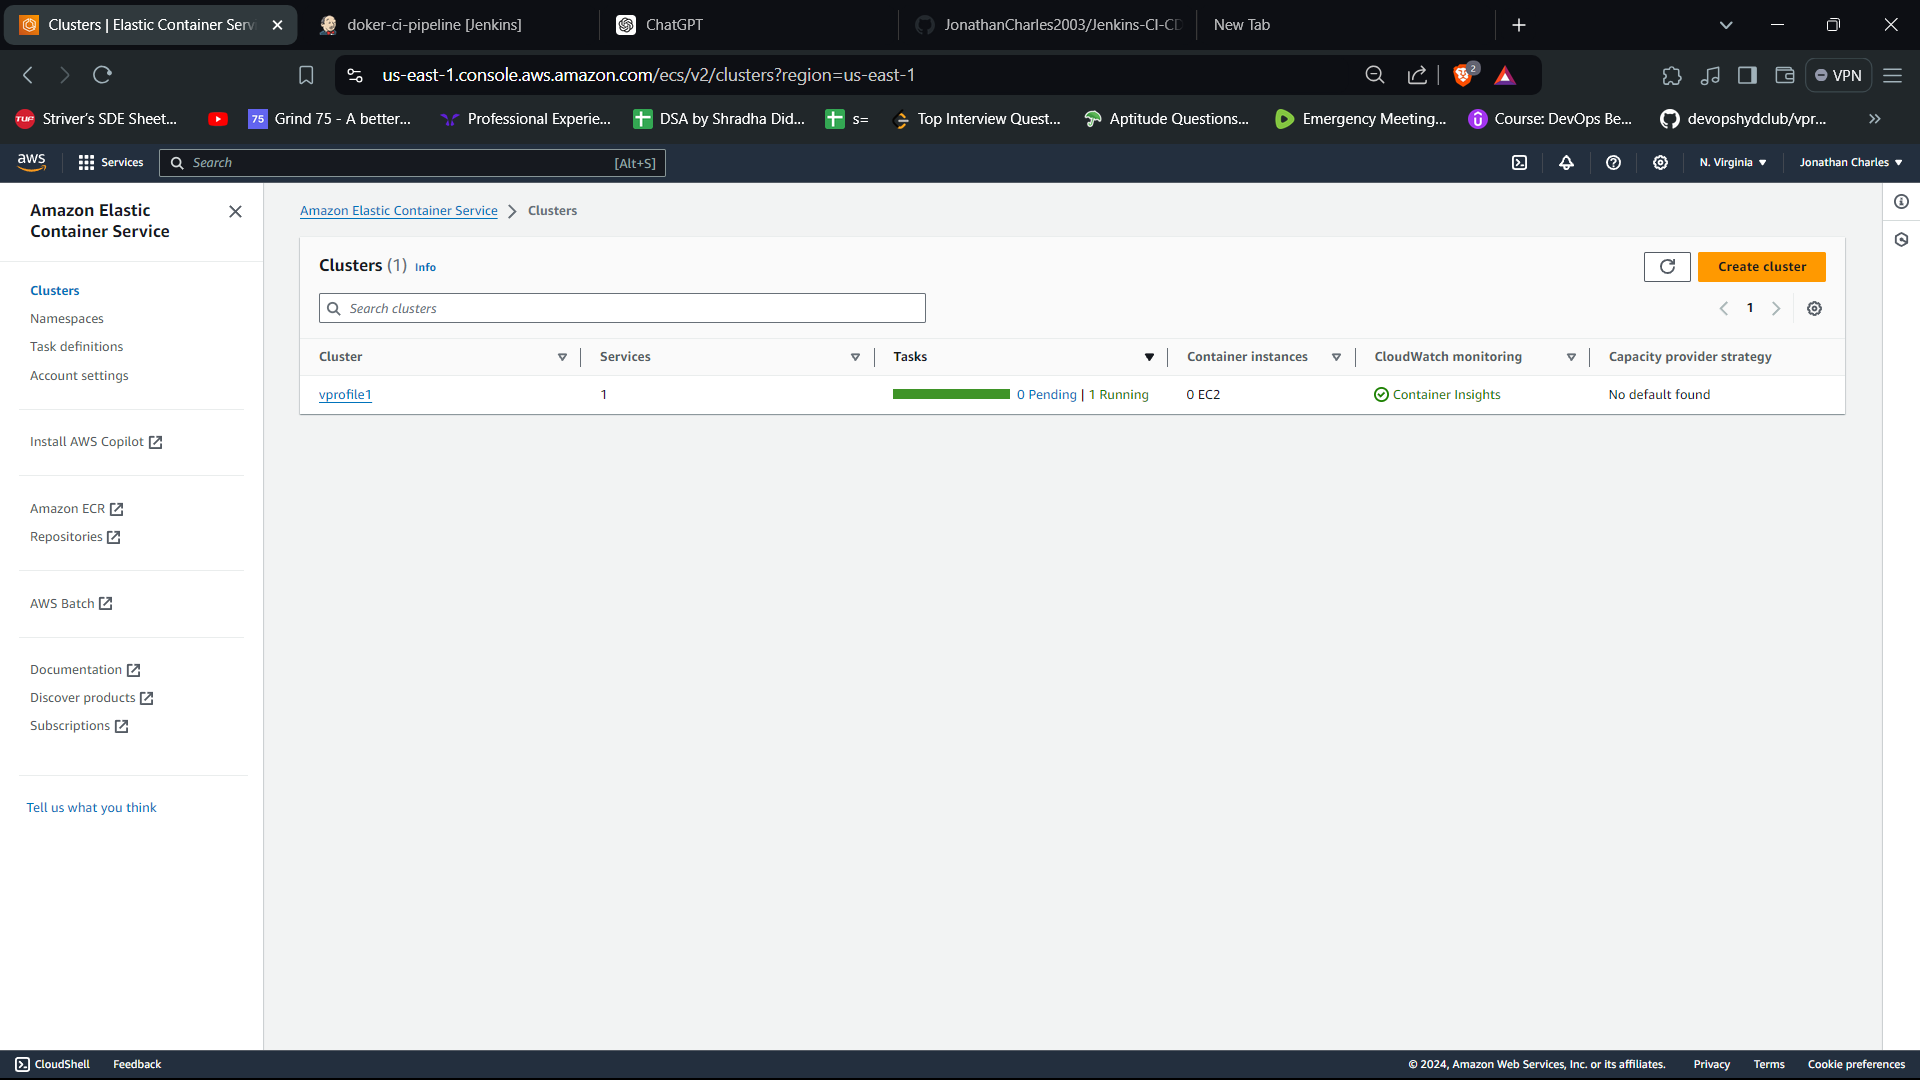 Clusters | Elastic Container Serv
doker-ci-pipeline [Jenkins]
ChatGPT
JonathanCharles2003/Jenkins-CI-CD
New Tab
us-east-1.console.aws.amazon.com/ecs/v2/clusters?region=us-east-1
2
VPN
TUF Striver's SDE Sheet...
75 Grind 75 - A better...
Professional Experie...
DSA by Shradha Did...
s=
Top Interview Quest...
Aptitude Questions...
Emergency Meeting...
Course: DevOps Be...
devopshydclub/vpr...
aws
Services
Search
[Alt+S]
N. Virginia
Jonathan Charles
Amazon Elastic
Container Service
Clusters
Namespaces
Task definitions
Account settings
Install AWS Copilot
Amazon ECR
Repositories
AWS Batch
Documentation
Discover products
Subscriptions
Tell us what you think
Amazon Elastic Container Service
Clusters
Clusters (1) Info
Create cluster
Search clusters
1
Cluster Services Tasks Container instances CloudWatch monitoring Capacity provider strategy
vprofile1 1 0 Pending | 1 Running 0 EC2 Container Insights No default found
CloudShell Feedback
© 2024, Amazon Web Services, Inc. or its affiliates. Privacy Terms Cookie preferences